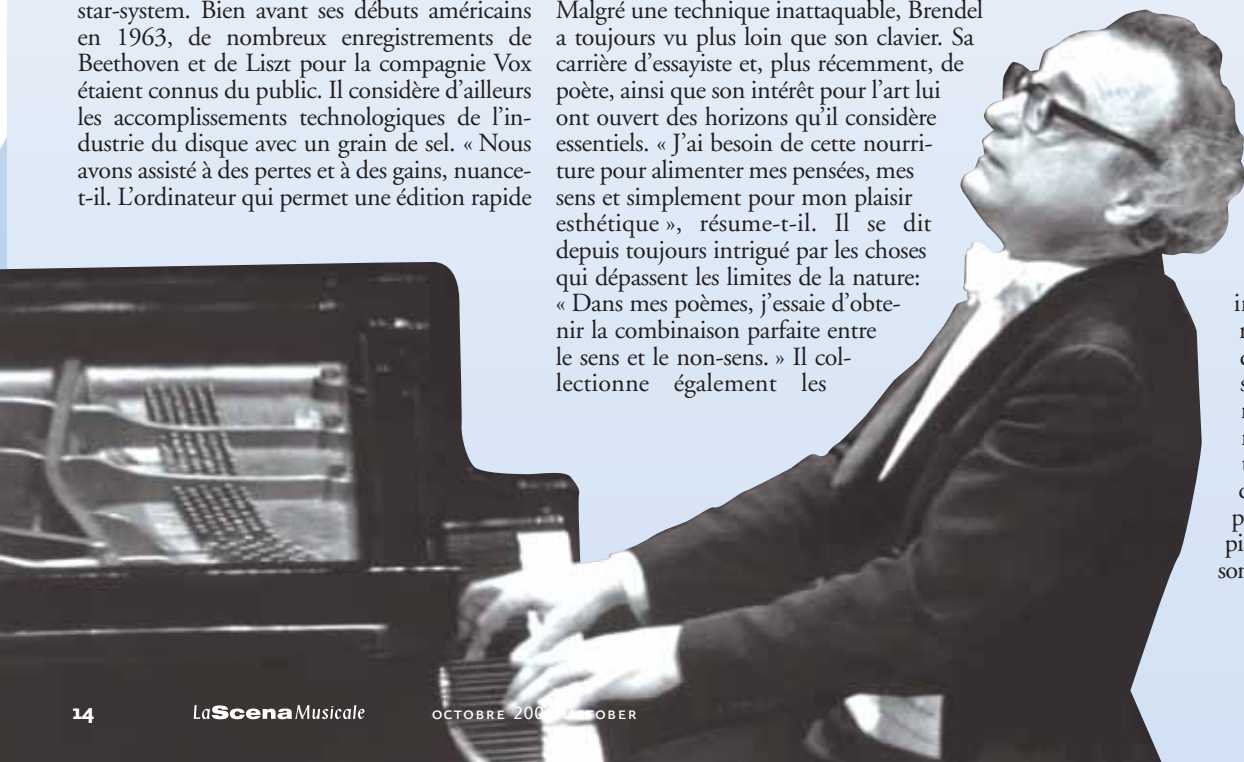 star-system. Bien avant ses débuts américains
en 1963, de nombreux enregistrements de
Beethoven et de Liszt pour la compagnie Vox
étaient connus du public. Il considère d'ailleurs
les accomplissements technologiques de l'in-
dustrie du disque avec un grain de sel. « Nous
avons assisté à des pertes et à des gains, nuance-
t-il. L'ordinateur qui permet une édition rapide
Malgré une technique inattaquable, Brendel
a toujours vu plus loin que son clavier. Sa
carrière d'essayiste et, plus récemment, de
poète, ainsi que son intérêt pour l'art lui
ont ouvert des horizons qu'il considère
essentiels. « J'ai besoin de cette nourri-
ture pour alimenter mes pensées, mes
sens et simplement pour mon plaisir
esthétique », résume-t-il. Il se dit
depuis toujours intrigué par les choses
qui dépassent les limites de la nature:
« Dans mes poèmes, j'essaie d'obte-
nir la combinaison parfaite entre
le sens et le non-sens. » Il col-
lectionne également les
14 LaScenaMusicale OCTOBRE